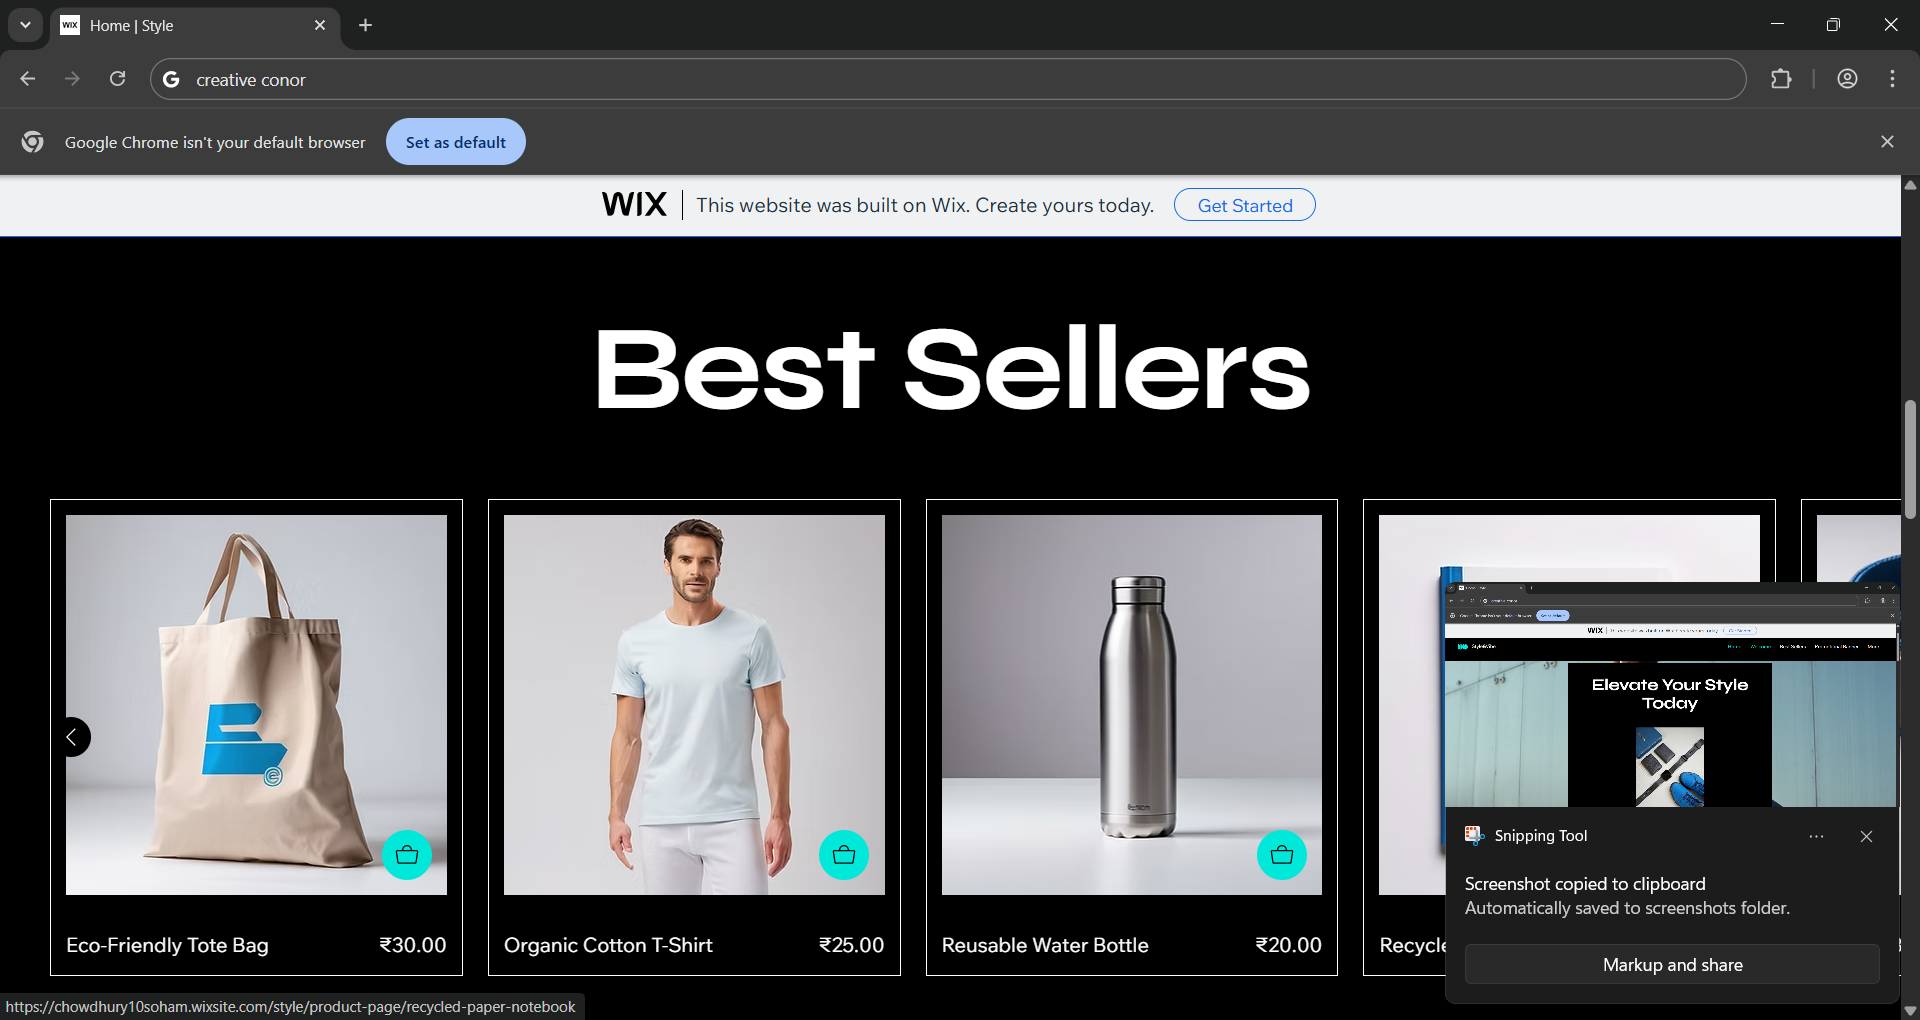 WIX Home | Style
creative conor
Google Chrome isn't your default browser Set as default
WIX This website was built on Wix. Create yours today. Get Started
Best Sellers
Elevate Your Style
Today
Eco-Friendly Tote Bag ₹30.00
Organic Cotton T-Shirt ₹25.00
Reusable Water Bottle ₹20.00
Recycle
Snipping Tool
Screenshot copied to clipboard
Automatically saved to screenshots folder.
Markup and share
https://chowdhury10soham.wixsite.com/style/product-page/recycled-paper-notebook